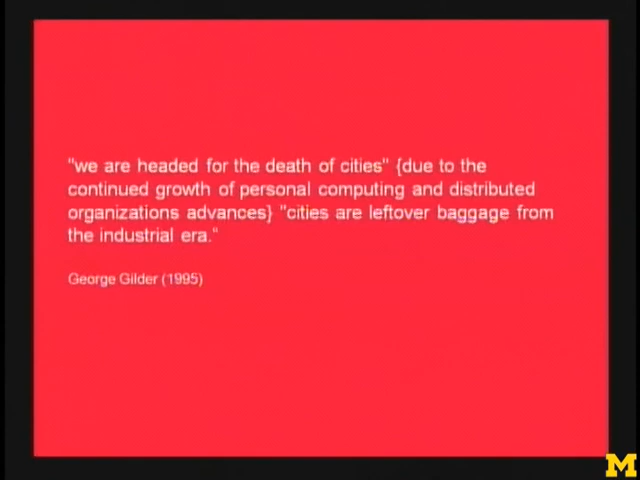 "we are headed for the death of cities" {due to the
continued growth of personal computing and distributed
organizations advances} "cities are leftover baggage from
the industrial era."
George Gilder (1995)
M